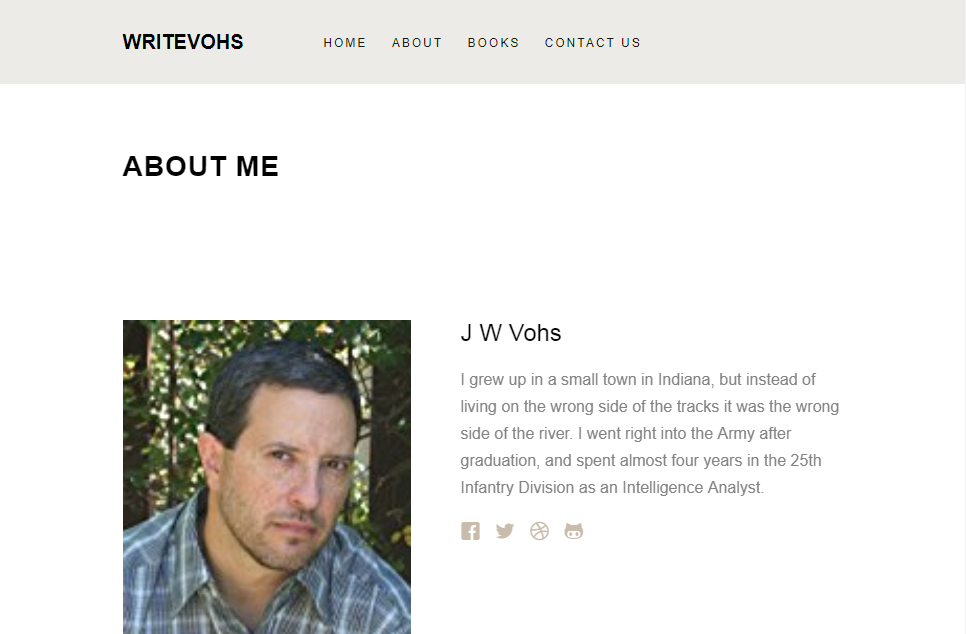 WRITEVOHS HOME ABOUT BOOKS CONTACT US
ABOUT ME
J W Vohs
I grew up in a small town in Indiana, but instead of
living on the wrong side of the tracks it was the wrong
side of the river. I went right into the Army after
graduation, and spent almost four years in the 25th
Infantry Division as an Intelligence Analyst.